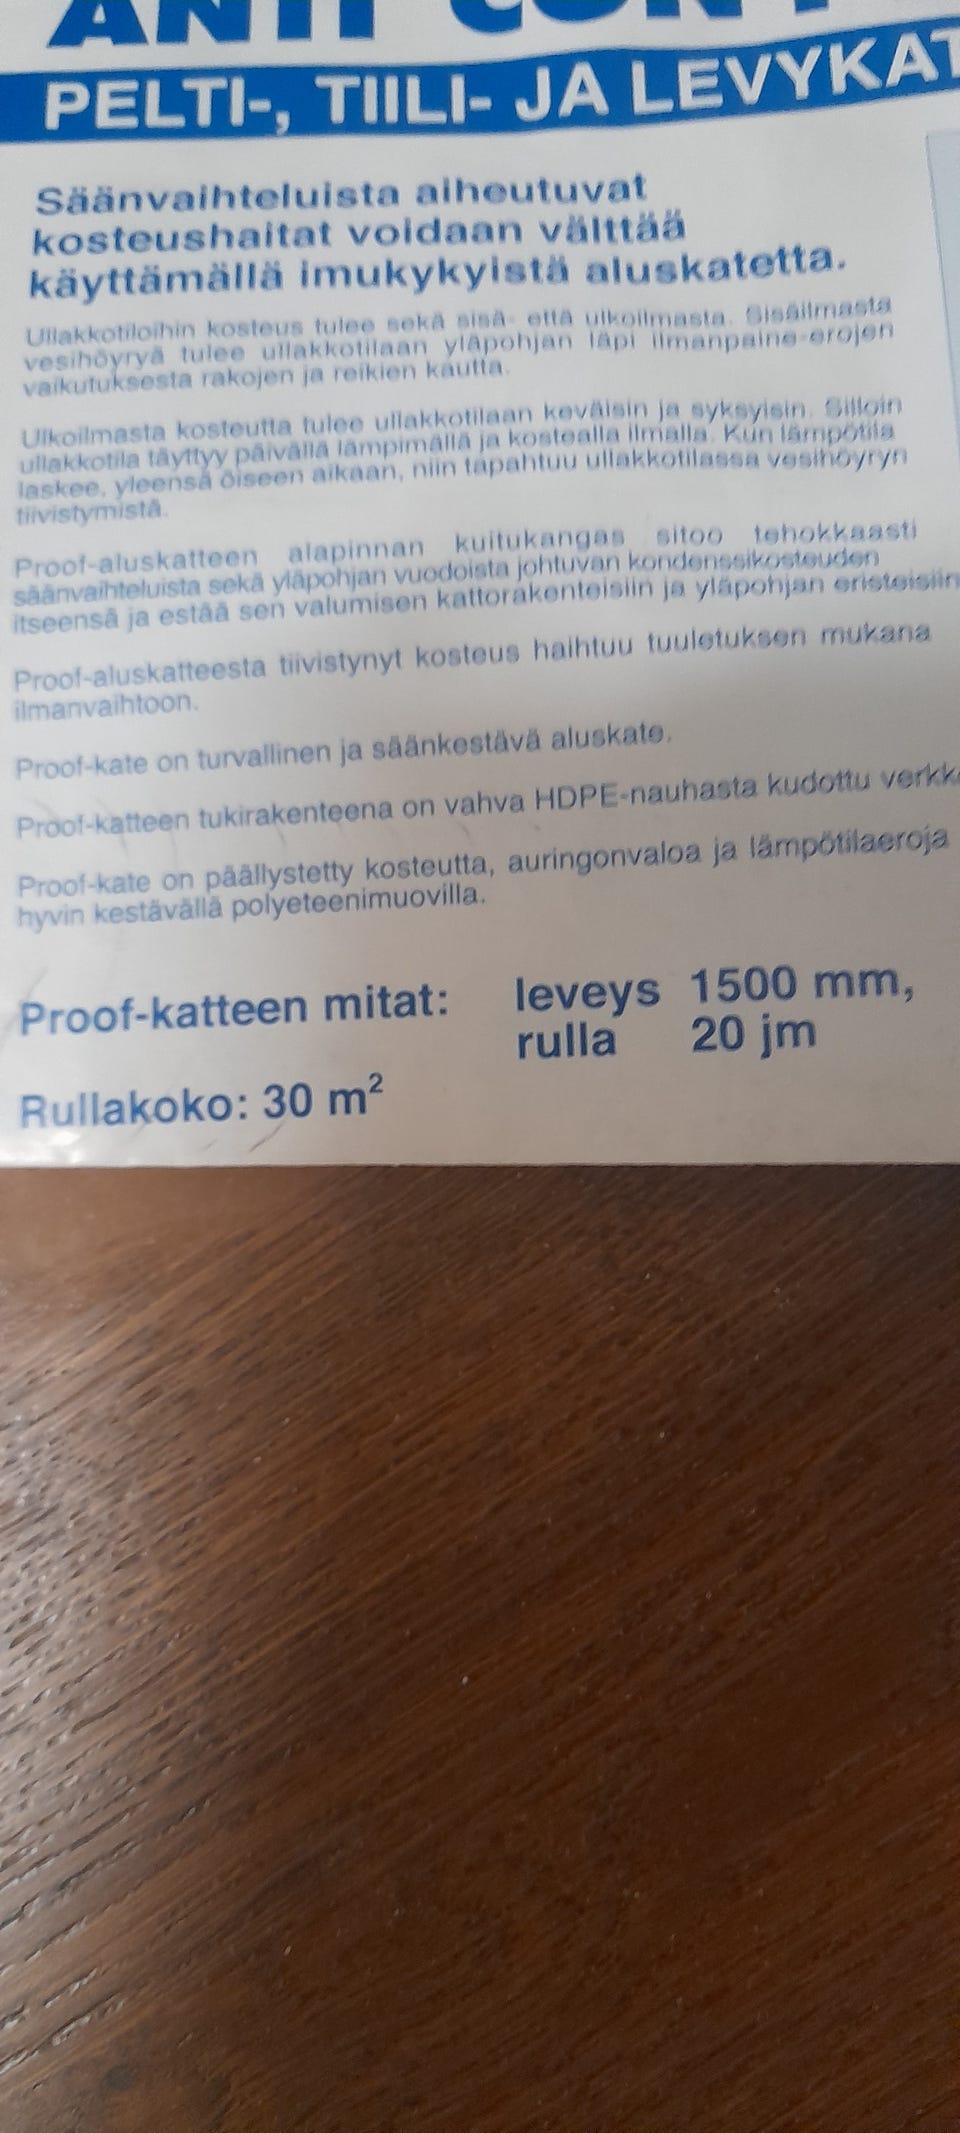 ANTI CON
PELTI-, TIILI- JA LEVYKAT
Säänvaihteluista aiheutuvat
kosteushaitat voidaan välttää
käyttämällä imukykyistä aluskatetta.
Ullakkotiloihin kosteus tulee sekä sisä- että ulkoilmasta. Sisäilmasta
vesihöyryä tulee ullakkotilaan yläpohjan läpi ilmanpaine-erojen
vaikutuksesta rakojen ja reikien kautta.
Ulkoilmasta kosteutta tulee ullakkotilaan keväisin ja syksyisin. Silloin
ullakkotila täyttyy päivällä lämpimällä ja kostealla ilmalla. Kun lämpötila
laskee, yleensä öiseen aikaan, niin tapahtuu ullakkotilassa vesihöyryn
tiivistymistä.
Proof-aluskatteen alapinnan kuitukangas sitoo tehokkaasti
säänvaihteluista sekä yläpohjan vuodoista johtuvan kondenssikosteuden
itseensä ja estää sen valumisen kattorakenteisiin ja yläpohjan eristeisiin
Proof-aluskatteesta tiivistynyt kosteus haihtuu tuuletuksen mukana
ilmanvaihtoon.
Proof-kate on turvallinen ja säänkestävä aluskate.
Proof-katteen tukirakenteena on vahva HDPE-nauhasta kudottu verkk
Proof-kate on päällystetty kosteutta, auringonvaloa ja lämpötilaeroja
hyvin kestävällä polyeteenimuovilla.
Proof-katteen mitat: leveys 1500 mm,
rulla 20 jm
Rullakoko: 30 m²